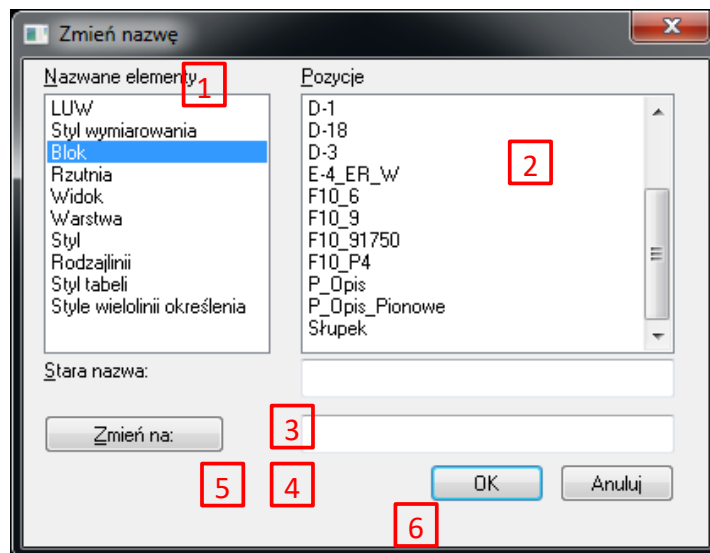 Zmień nazwę
Nazwane elementy
1
Pozycje
LUW
Styl wymiarowania
Blok
Rzutnia
Widok
Warstwa
Styl
Rodzajlinii
Styl tabeli
Style wielolinii określenia
D-1
D-18
D-3
E-4_ER_W
F10_6
F10_9
F10_91750
F10_P4
P_Opis
P_Opis_Pionowe
Słupek
2
Stara nazwa:
Zmień na:
3
5
4
OK
Anuluj
6